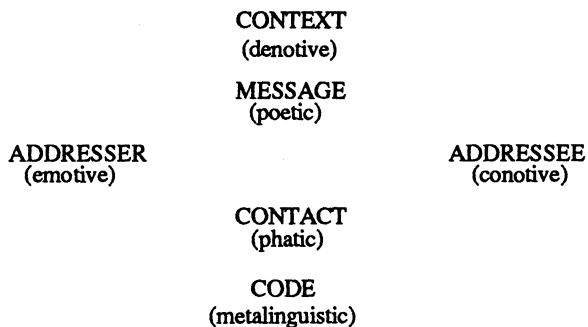 CONTEXT
(denotive)
MESSAGE
(poetic)
ADDRESSER ADDRESSEE
(emotive) (conotive)
CONTACT
(phatic)
CODE
(metalinguistic)